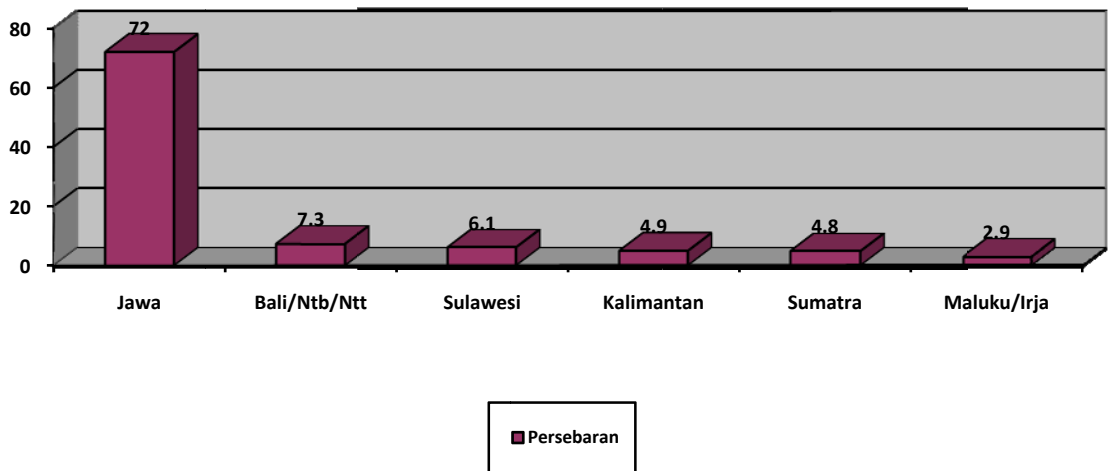 80
60
40
20
0
72
7.3
6.1
4.9
4.8
2.9
Jawa
Bali/Ntb/Ntt
Sulawesi
Kalimantan
Sumatra
Maluku/Irja
Persebaran